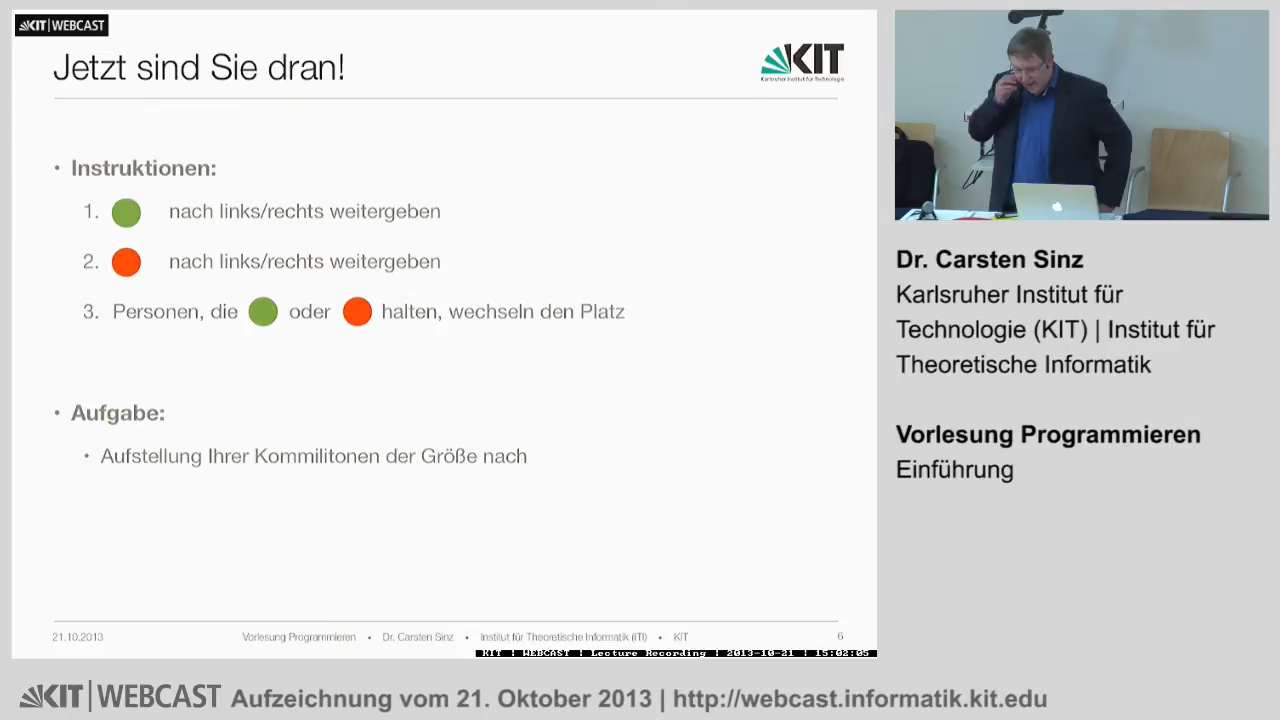 KIT | WEBCAST
Jetzt sind Sie dran!
KIT
Karlsruher Institut für Technologie
• Instruktionen:
1. nach links/rechts weitergeben
2. nach links/rechts weitergeben
3. Personen, die oder halten, wechseln den Platz
• Aufgabe:
• Aufstellung Ihrer Kommilitonen der Größe nach
21.10.2013 Vorlesung Programmieren • Dr. Carsten Sinz • Institut für Theoretische Informatik (ITI) • KIT 6
KIT | WEBCAST | Lecture Recording | 2013-10-21 | 15:02:05
Dr. Carsten Sinz
Karlsruher Institut für
Technologie (KIT) | Institut für
Theoretische Informatik
Vorlesung Programmieren
Einführung
KIT | WEBCAST Aufzeichnung vom 21. Oktober 2013 | http://webcast.informatik.kit.edu